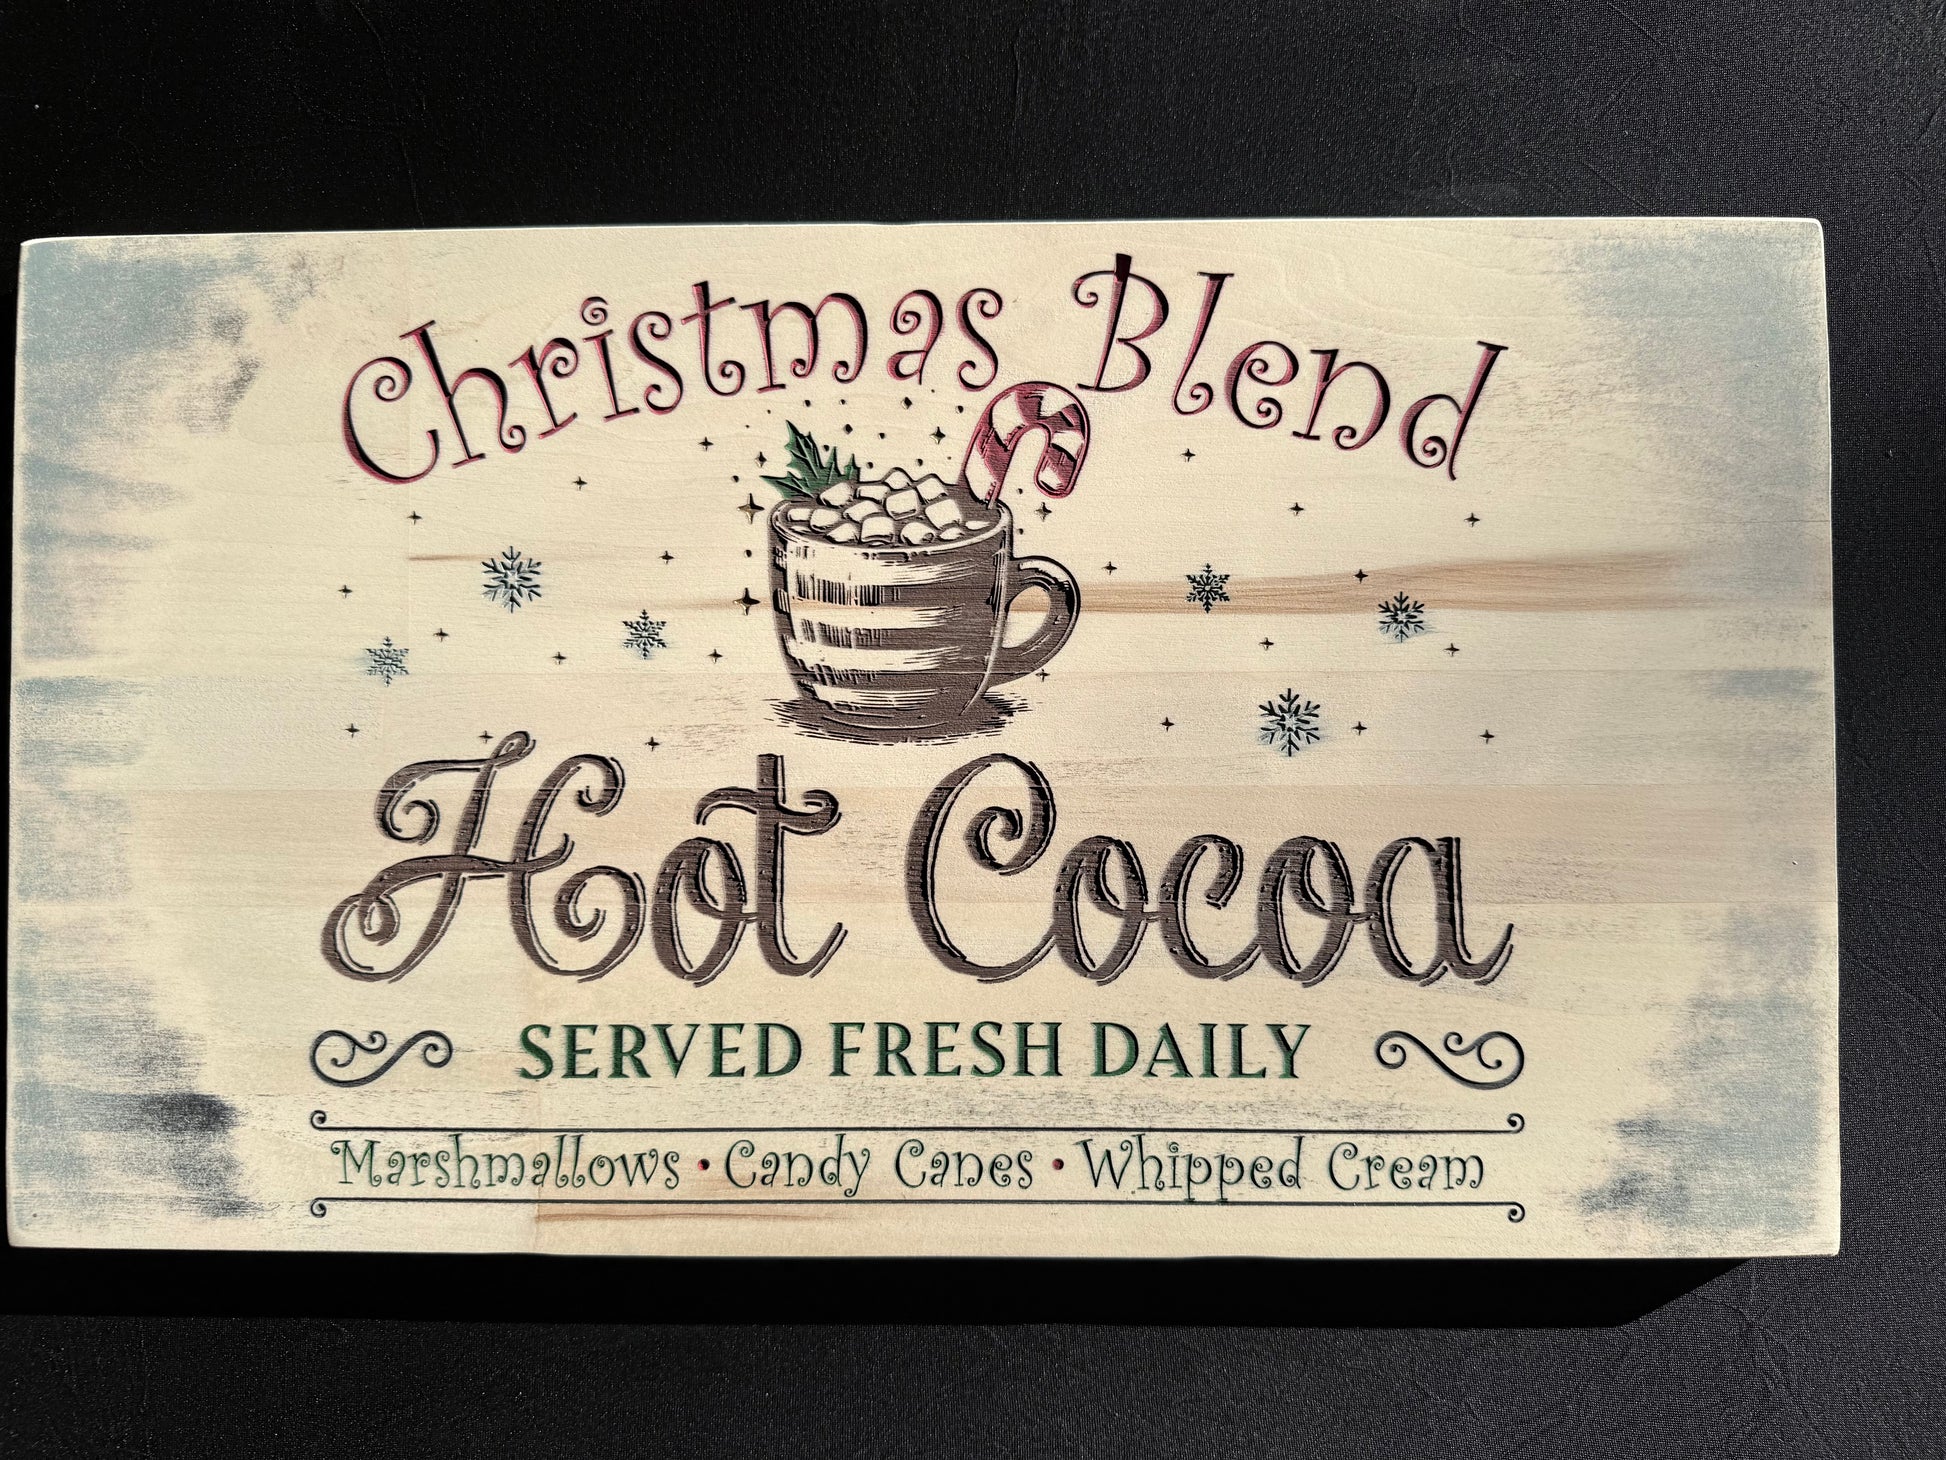 Christmas Blend
Hot Cocoa
SERVED FRESH DAILY
Marshmallows • Candy Canes • Whipped Cream